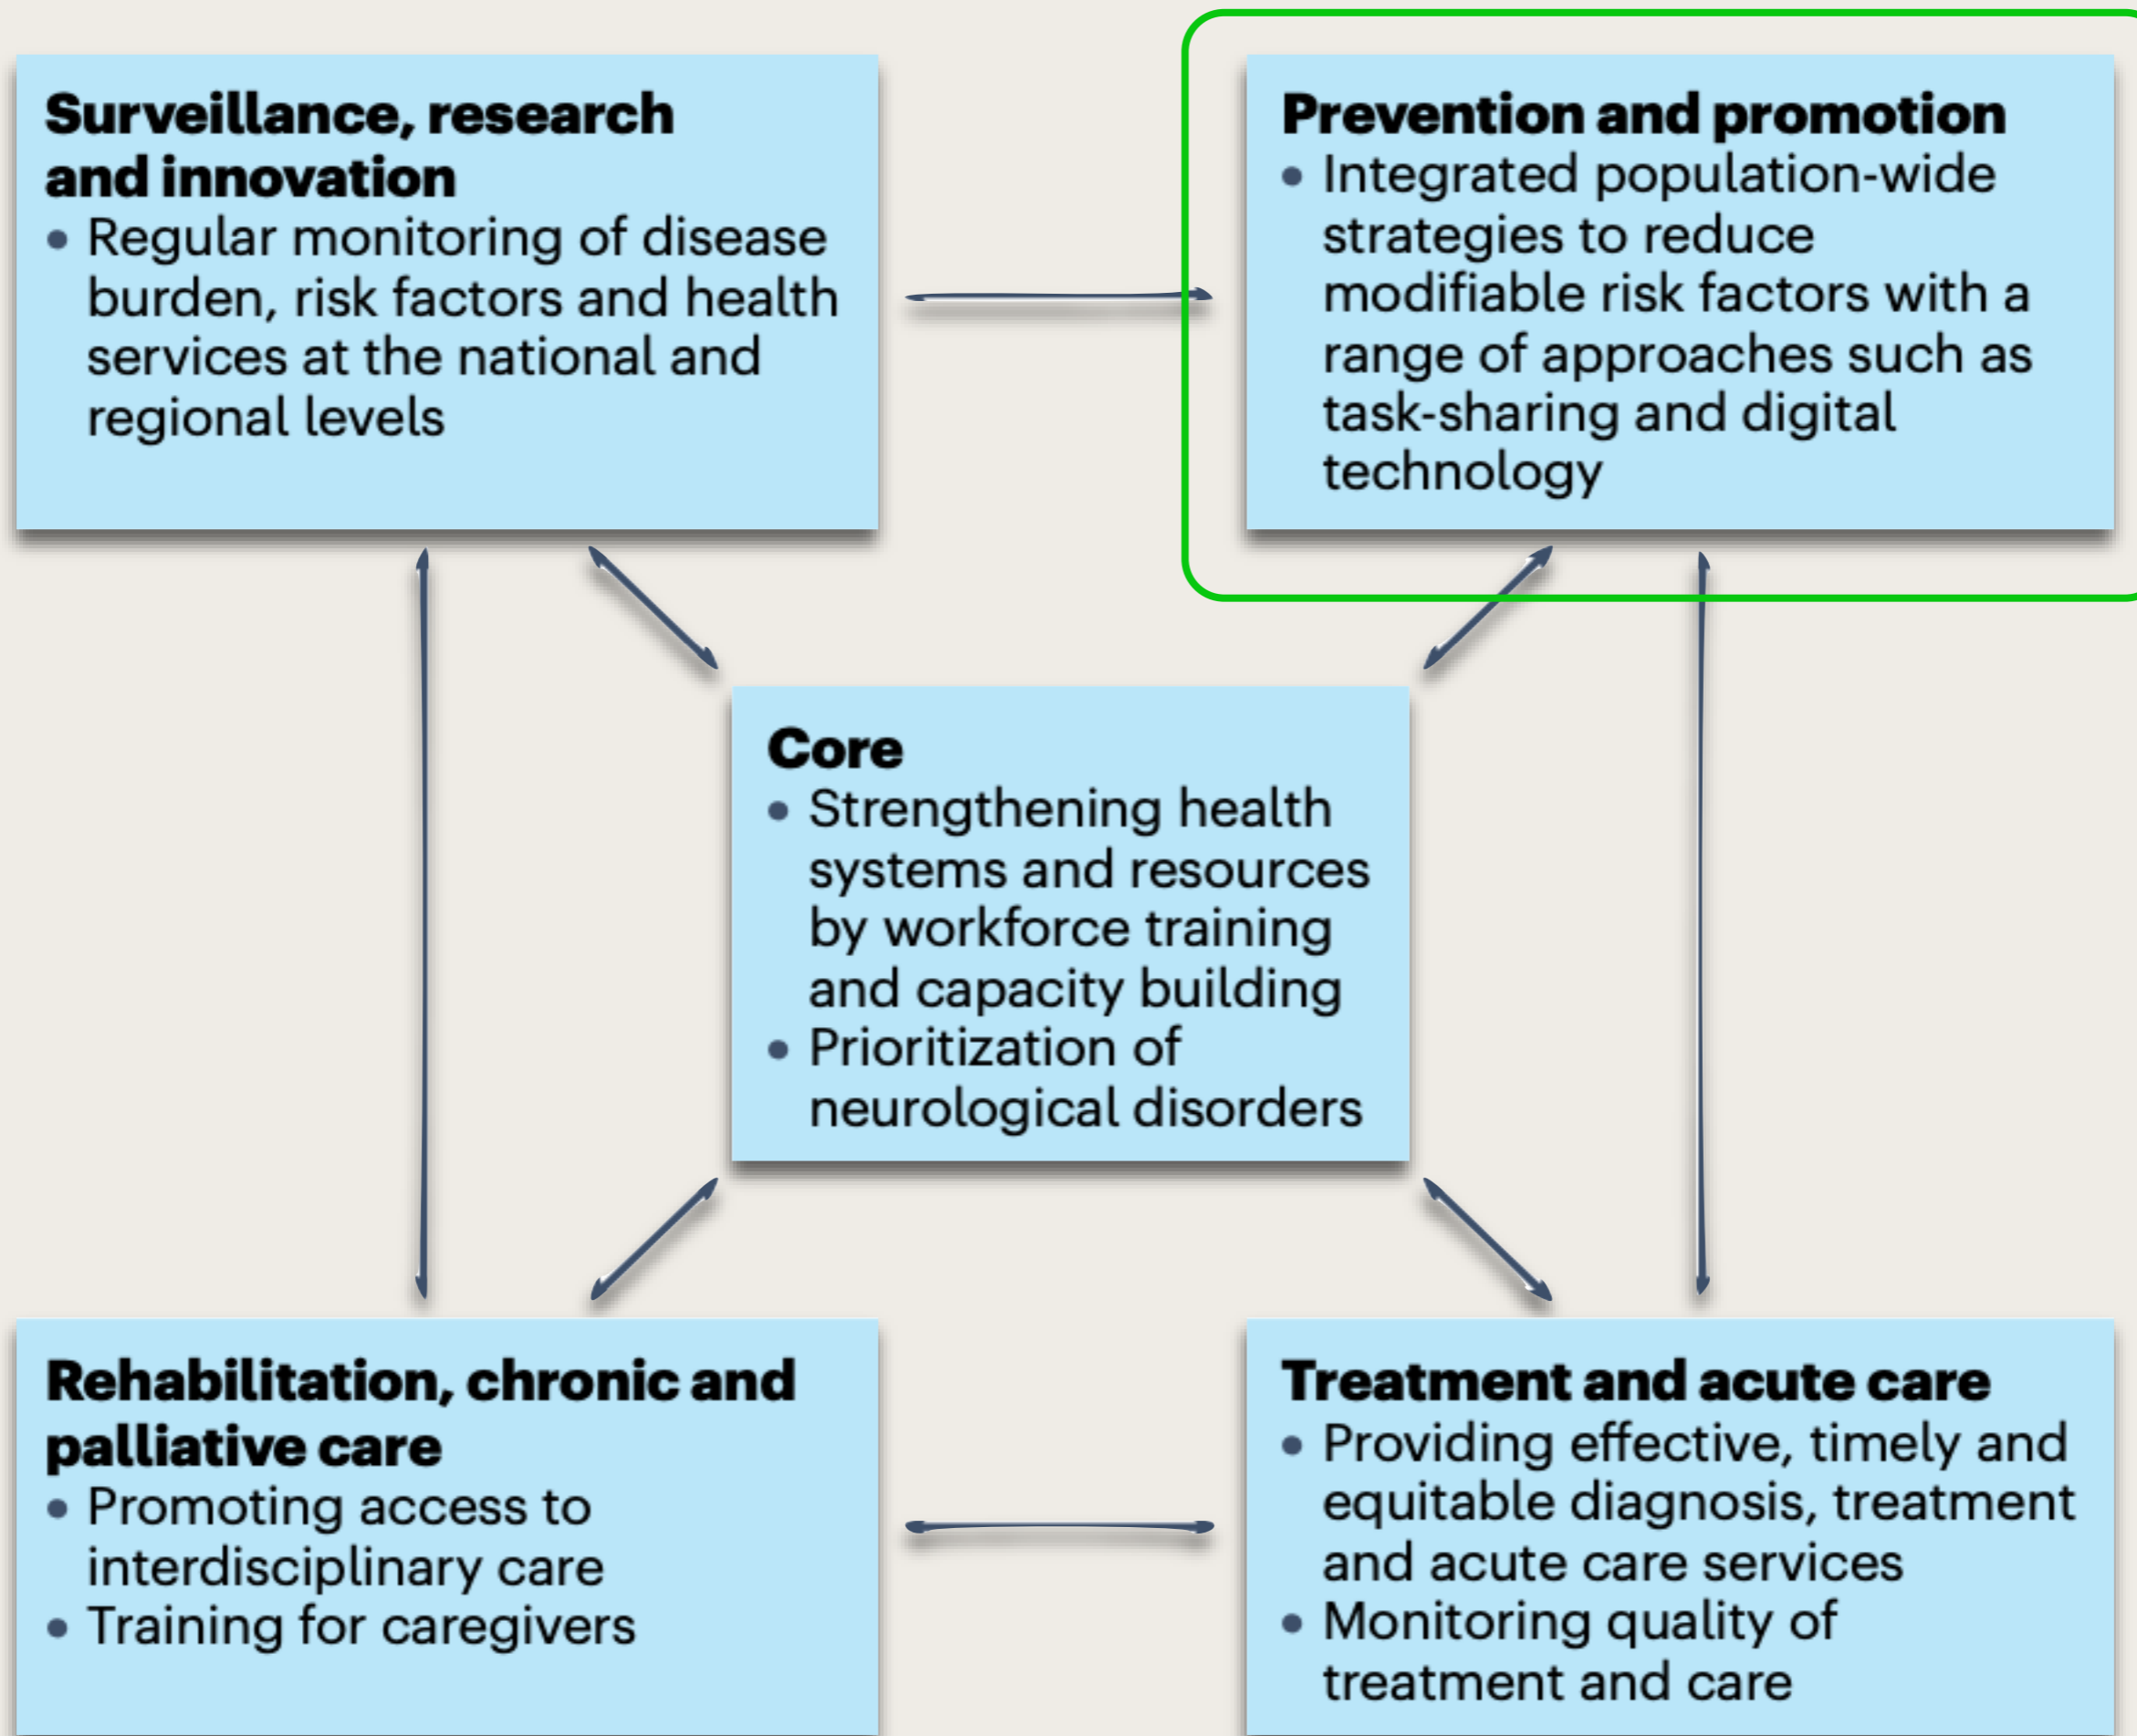 Surveillance, research
and innovation
• Regular monitoring of disease
burden, risk factors and health
services at the national and
regional levels
Prevention and promotion
• Integrated population-wide
strategies to reduce
modifiable risk factors with a
range of approaches such as
task-sharing and digital
technology
Core
• Strengthening health
systems and resources
by workforce training
and capacity building
• Prioritization of
neurological disorders
Rehabilitation, chronic and
palliative care
• Promoting access to
interdisciplinary care
• Training for caregivers
Treatment and acute care
• Providing effective, timely and
equitable diagnosis, treatment
and acute care services
• Monitoring quality of
treatment and care